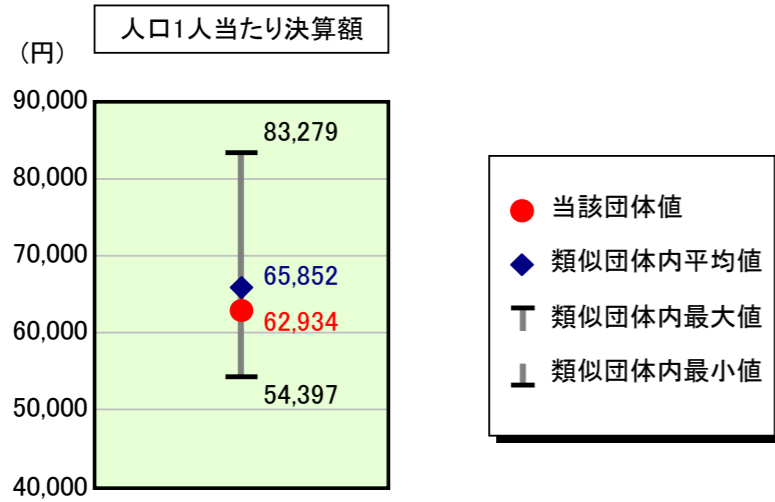 人口1人当たり決算額
（円）
90,000
83,279
80,000
70,000
65,852
62,934
60,000
54,397
50,000
40,000
当該団体値
類似団体内平均値
類似団体内最大値
類似団体内最小値